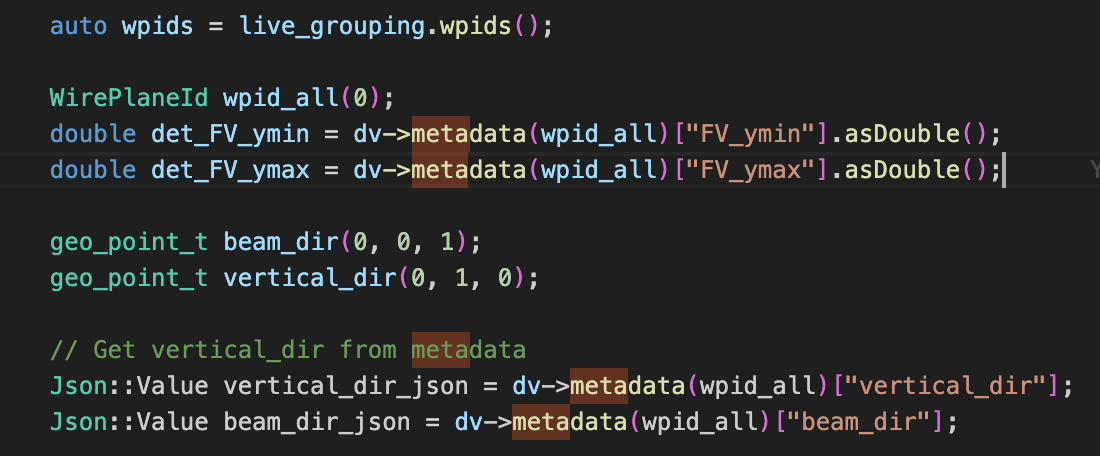 auto wpids = live_grouping.wpids();
WirePlaneId wpid_all(0);
double det_FV_ymin = dv->metadata(wpid_all)["FV_ymin"].asDouble();
double det_FV_ymax = dv->metadata(wpid_all)["FV_ymax"].asDouble();
geo_point_t beam_dir(0, 0, 1);
geo_point_t vertical_dir(0, 1, 0);
// Get vertical_dir from metadata
Json::Value vertical_dir_json = dv->metadata(wpid_all)["vertical_dir"];
Json::Value beam_dir_json = dv->metadata(wpid_all)["beam_dir"];